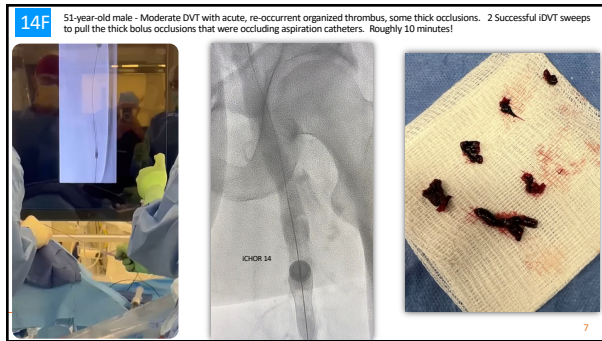 14F
51-year-old male - Moderate DVT with acute, re-occurrent organized thrombus, some thick occlusions. 2 Successful iDVT sweeps
to pull the thick bolus occlusions that were occluding aspiration catheters. Roughly 10 minutes!
iCHOR 14
7